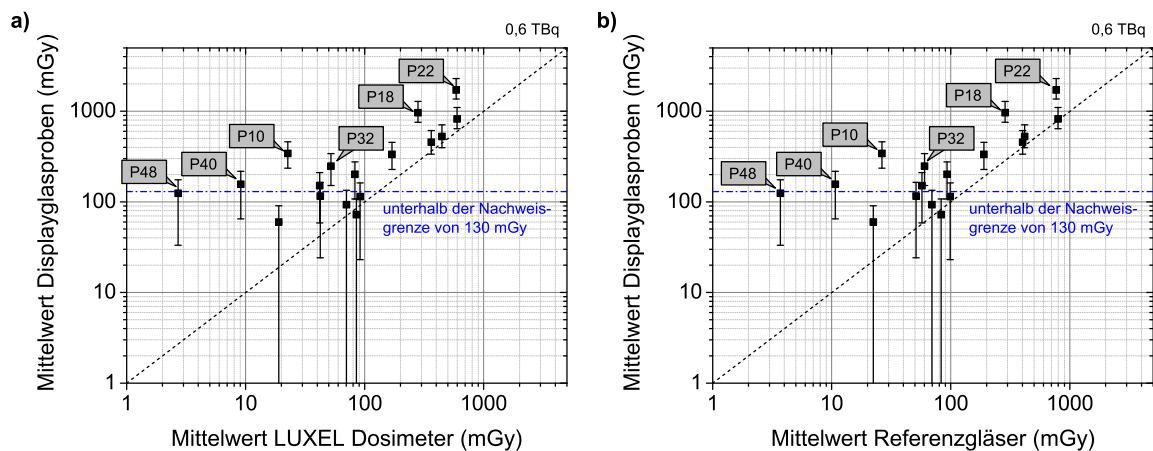 a)
0,6 TBq
Mittelwert Displayglasproben (mGy)
1000
100
10
1
P22
P18
P10
P32
P40
P48
unterhalb der Nachweis-
grenze von 130 mGy
1
10
100
1000
Mittelwert LUXEL Dosimeter (mGy)
b)
0,6 TBq
Mittelwert Displayglasproben (mGy)
1000
100
10
1
P22
P18
P10
P32
P40
P48
unterhalb der Nachweis-
grenze von 130 mGy
1
10
100
1000
Mittelwert Referenzgläser (mGy)